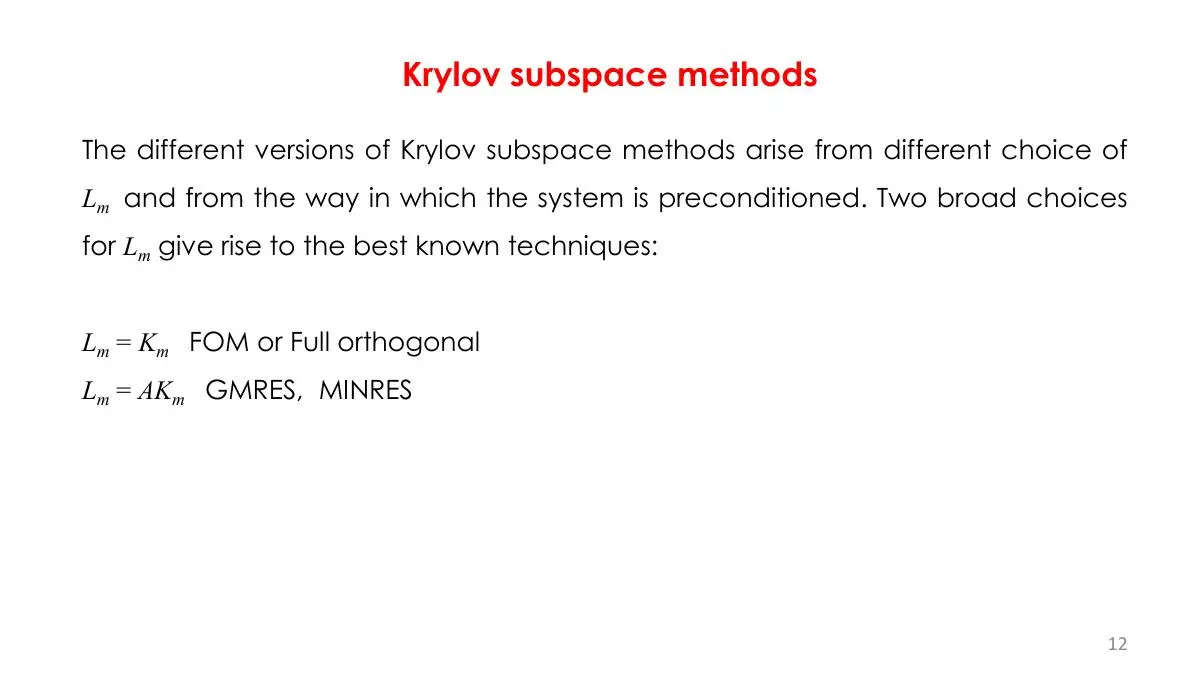 Krylov subspace methods
The different versions of Krylov subspace methods arise from different choice of
Lm and from the way in which the system is preconditioned. Two broad choices
for Lm give rise to the best known techniques:
Lm = Km FOM or Full orthogonal
Lm = AKm GMRES, MINRES
12